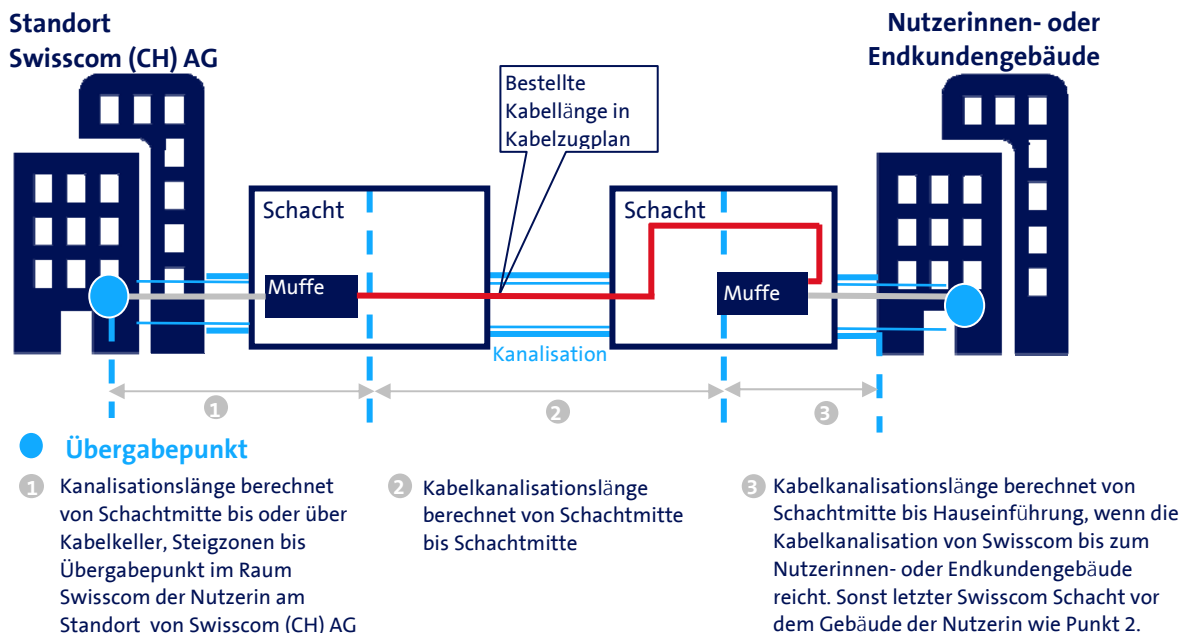 Standort
Swisscom (CH) AG
Nutzerinnen- oder
Endkundengebäude
Bestellte
Kabellänge in
Kabelzugplan
Schacht
Schacht
Muffe
Muffe
Kanalisation
1
2
3
Übergabepunkt
1 Kanalisationslänge berechnet
von Schachtmitte bis oder über
Kabelkeller, Steigzonen bis
Übergabepunkt im Raum
Swisscom der Nutzerin am
Standort von Swisscom (CH) AG
2 Kabelkanalisationslänge
berechnet von Schachtmitte
bis Schachtmitte
3 Kabelkanalisationslänge berechnet von
Schachtmitte bis Hauseinführung, wenn die
Kabelkanalisation von Swisscom bis zum
Nutzerinnen- oder Endkundengebäude
reicht. Sonst letzter Swisscom Schacht vor
dem Gebäude der Nutzerin wie Punkt 2.